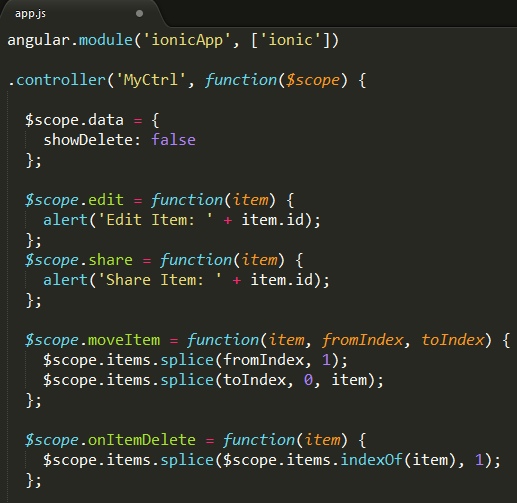 app.js
angular.module('ionicApp', ['ionic'])
.controller('MyCtrl', function($scope) {
$scope.data = {
showDelete: false
};
$scope.edit = function(item) {
alert('Edit Item: ' + item.id);
};
$scope.share = function(item) {
alert('Share Item: ' + item.id);
};
$scope.moveItem = function(item, fromIndex, toIndex) {
$scope.items.splice(fromIndex, 1);
$scope.items.splice(toIndex, 0, item);
};
$scope.onItemDelete = function(item) {
$scope.items.splice($scope.items.indexOf(item), 1);
};